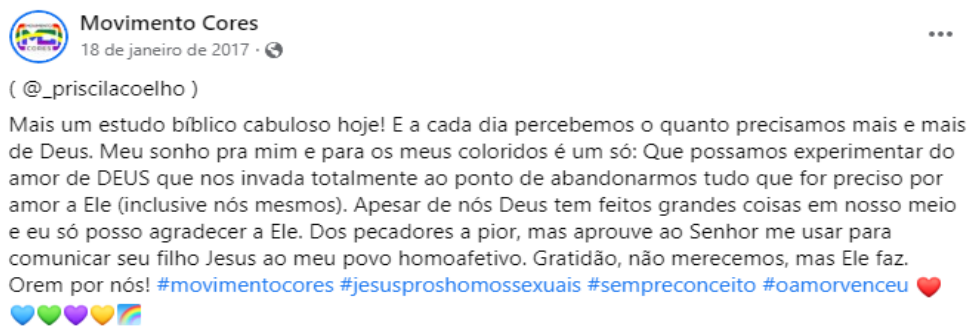 Movimento Cores
18 de janeiro de 2017 ·
( @_priscilacoelho )
Mais um estudo bíblico cabuloso hoje! E a cada dia percebemos o quanto precisamos mais e mais
de Deus. Meu sonho pra mim e para os meus coloridos é um só: Que possamos experimentar do
amor de DEUS que nos invada totalmente ao ponto de abandonarmos tudo que for preciso por
amor a Ele (inclusive nós mesmos). Apesar de nós Deus tem feitos grandes coisas em nosso meio
e eu só posso agradecer a Ele. Dos pecadores a pior, mas aprouve ao Senhor me usar para
comunicar seu filho Jesus ao meu povo homoafetivo. Gratidão, não merecemos, mas Ele faz.
Orem por nós! #movimentocores #jesusproshomossexuais #sempreconceito #oamorvenceu ❤️
💙💚💜💛🌈